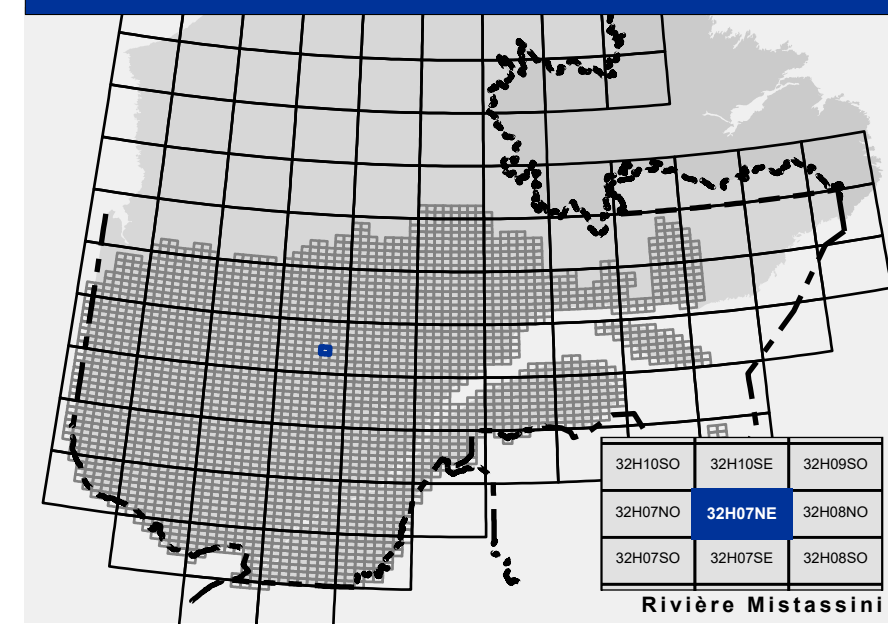 32H10SO 32H10SE 32H09SO
32H07NO 32H07NE 32H08NO
32H07SO 32H07SE 32H08SO
Rivière Mistassini